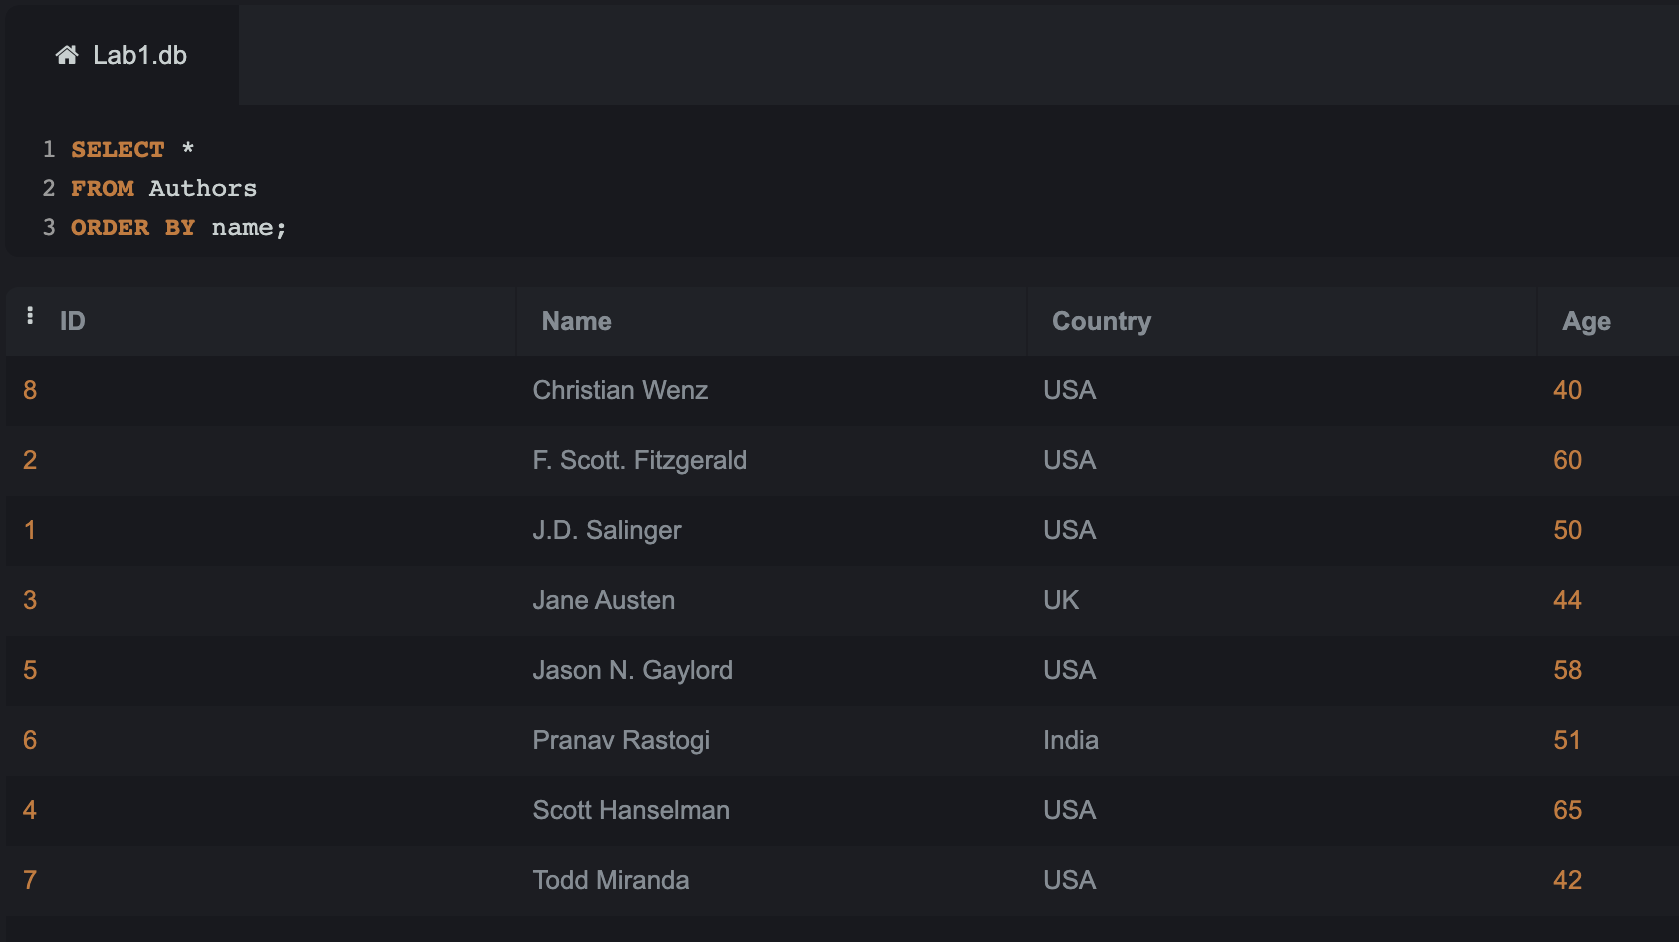 Lab1.db
1 SELECT *
2 FROM Authors
3 ORDER BY name;
ID Name Country Age
8 Christian Wenz USA 40
2 F. Scott. Fitzgerald USA 60
1 J.D. Salinger USA 50
3 Jane Austen UK 44
5 Jason N. Gaylord USA 58
6 Pranav Rastogi India 51
4 Scott Hanselman USA 65
7 Todd Miranda USA 42